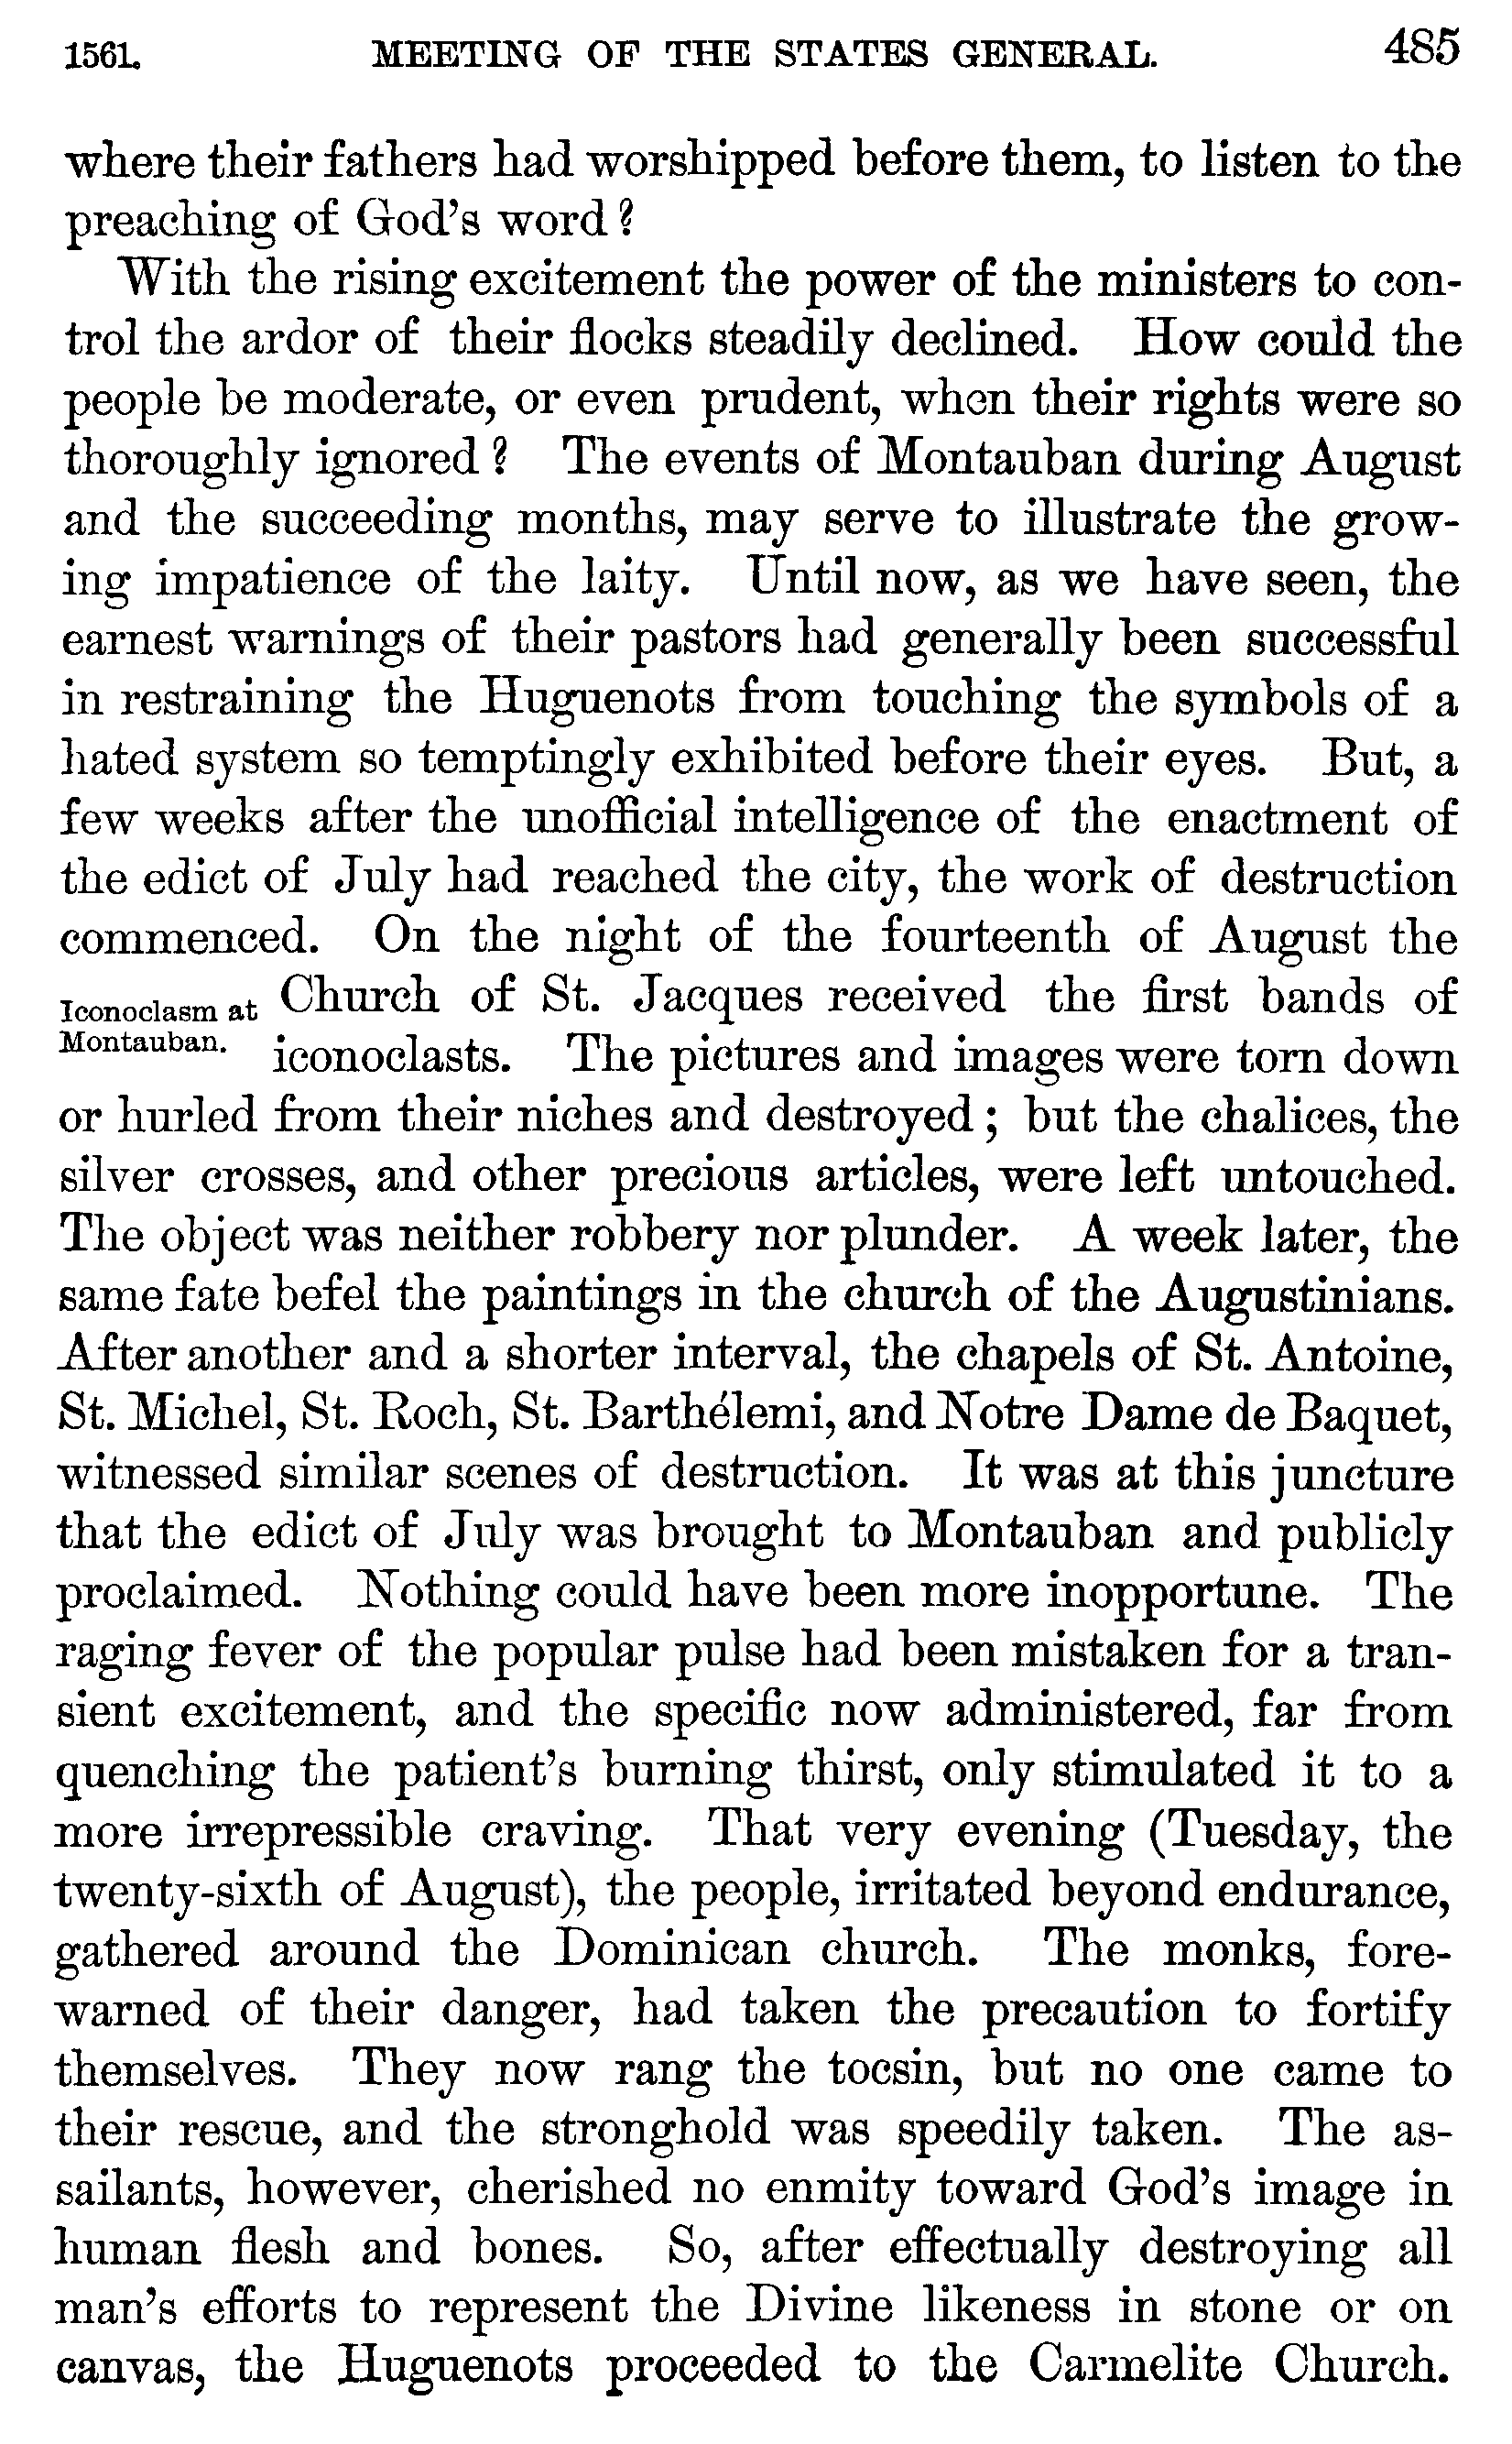 1561. MEETING OF THE STATES GENERAL. 485
where their fathers had worshipped before them, to listen to the
preaching of God's word ?
With the rising excitement the power of the ministers to con-
trol the ardor of their flocks steadily declined. How could the
people be moderate, or even prudent, when their rights were so
thoroughly ignored ? The events of Montauban during August
and the succeeding months, may serve to illustrate the grow-
ing impatience of the laity. Until now, as we have seen, the
earnest warnings of their pastors had generally been successful
in restraining the Huguenots from touching the symbols of a
hated system so temptingly exhibited before their eyes. But, a
few weeks after the unofficial intelligence of the enactment of
the edict of July had reached the city, the work of destruction
commenced. On the night of the fourteenth of August the
Iconoclasm at
Montauban.
Church of St. Jacques received the first bands of
iconoclasts. The pictures and images were torn down
or hurled from their niches and destroyed ; but the chalices, the
silver crosses, and other precious articles, were left untouched.
The object was neither robbery nor plunder. A week later, the
same fate befel the paintings in the church of the Augustinians.
After another and a shorter interval, the chapels of St. Antoine,
St. Michel, St. Roch, St. Barthélemi, and Notre Dame de Baquet,
witnessed similar scenes of destruction. It was at this juncture
that the edict of July was brought to Montauban and publicly
proclaimed. Nothing could have been more inopportune. The
raging fever of the popular pulse had been mistaken for a tran-
sient excitement, and the specific now administered, far from
quenching the patient's burning thirst, only stimulated it to a
more irrepressible craving. That very evening (Tuesday, the
twenty-sixth of August), the people, irritated beyond endurance,
gathered around the Dominican church. The monks, fore-
warned of their danger, had taken the precaution to fortify
themselves. They now rang the tocsin, but no one came to
their rescue, and the stronghold was speedily taken. The as-
sailants, however, cherished no enmity toward God's image in
human flesh and bones. So, after effectually destroying all
man's efforts to represent the Divine likeness in stone or on
canvas, the Huguenots proceeded to the Carmelite Church.